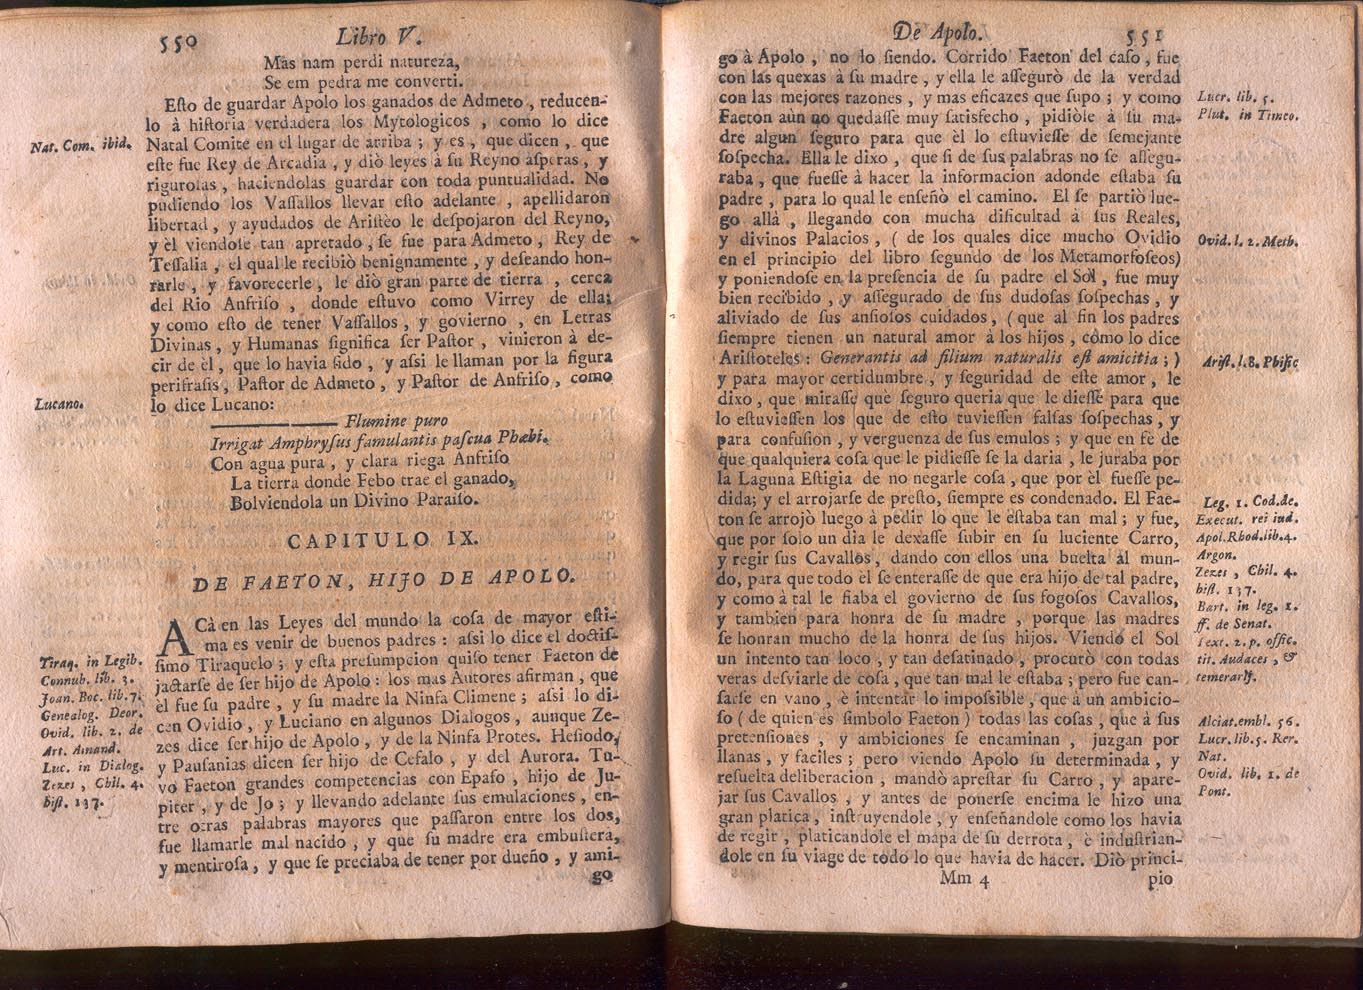 550 Libro V.
Mas nam perdi natureza,
Se em pedra me converti.
Eſto de guardar Apolo los ganados de Admeto, reducen-
lo à hiſtoria verdadera los Mytologicos, como lo dice
Natal Comite en el lugar de arriba; y es, que dicen, que
eſte fue Rey de Arcadia, y diò leyes à ſu Reyno aſperas, y
riguroſas, haciendolas guardar con toda puntualidad. No
pudiendo los Vaſſallos llevar eſto adelante, apellidaron
libertad, y ayudados de Ariſtèo le deſpojaron del Reyno,
y èl viendoſe tan apretado, ſe fue para Admeto, Rey de
Teſſalia, el qual le recibiò benignamente, y deſeando hon-
rarle, y favorecerle, le diò gran parte de tierra, cerca
del Rio Anfriſo, donde eſtuvo como Virrey de ella;
y como eſto de tener Vaſſallos, y govierno, en Letras
Divinas, y Humanas ſignifica ſer Paſtor, vinieron à de-
cir de èl, que lo havia ſido, y aſsi le llaman por la figura
perifraſis, Paſtor de Admeto, y Paſtor de Anfriſo, como
lo dice Lucano:
Flumine puro
Irrigat Amphryſus famulantis paſcua Phœbi.
Con agua pura, y clara riega Anfriſo
La tierra donde Febo trae el ganado,
Bolviendola un Divino Paraiſo.
CAPITULO IX.
DE FAETON, HIJO DE APOLO.
ACà en las Leyes del mundo la coſa de mayor eſti-
ma es venir de buenos padres: aſsi lo dice el doctiſ-
ſimo Tiraquelo; y eſta preſumpcion quiſo tener Faeton de
jactarſe de ſer hijo de Apolo: los mas Autores afirman, que
èl fue ſu padre, y ſu madre la Ninfa Climene; aſsi lo di-
cen Ovidio, y Luciano en algunos Dialogos, aunque Ze-
zes dice ſer hijo de Apolo, y de la Ninfa Protes. Heſiodo,
y Pauſanias dicen ſer hijo de Cefalo, y del Aurora. Tu-
vo Faeton grandes competencias con Epafo, hijo de Ju-
piter, y de Jo; y llevando adelante ſus emulaciones, en-
tre otras palabras mayores que paſſaron entre los dos,
fue llamarle mal nacido, y que ſu madre era embuſtera,
y mentiroſa, y que ſe preciaba de tener por dueño, y ami-
go
Nat. Com. ibid.
Lucano.
Tiraq. in Legib.
Connub. lib. 3.
Joan. Boc. lib. 7.
Genealog. Deor.
Ovid. lib. 2. de
Art. Amand.
Luc. in Dialog.
Zezes, Chil. 4.
hiſt. 137.
De Apolo. 551
go à Apolo, no lo ſiendo. Corrido Faeton del caſo, fue
con las quexas à ſu madre, y ella le aſſegurò de la verdad
con las mejores razones, y mas eficazes que ſupo; y como
Faeton aùn no quedaſſe muy ſatisfecho, pidiòle à ſu ma-
dre algun ſeguro para que èl lo eſtuvieſſe de ſemejante
ſoſpecha. Ella le dixo, que ſi de ſus palabras no ſe aſſegu-
raba, que fueſſe à hacer la informacion adonde eſtaba ſu
padre, para lo qual le enſeñò el camino. El ſe partiò lue-
go allà, llegando con mucha dificultad à ſus Reales,
y divinos Palacios, (de los quales dice mucho Ovidio
en el principio del libro ſegundo de los Metamorfoſeos)
y poniendoſe en la preſencia de ſu padre el Sol, fue muy
bien recibido, y aſſegurado de ſus dudoſas ſoſpechas, y
aliviado de ſus anſioſos cuidados, (que al fin los padres
ſiempre tienen un natural amor à los hijos, como lo dice
Ariſtoteles: Generantis ad filium naturalis eſt amicitia;)
y para mayor certidumbre, y ſeguridad de eſte amor, le
dixo, que miraſſe que ſeguro queria que le dieſſe para que
lo eſtuvieſſen los que de eſto tuvieſſen falſas ſoſpechas, y
para confuſion, y verguenza de ſus emulos; y que en fè de
que qualquiera coſa que le pidieſſe ſe la daria, le juraba por
la Laguna Eſtigia de no negarle coſa, que por èl fueſſe pe-
dida; y el arrojarſe de preſto, ſiempre es condenado. El Fae-
ton ſe arrojò luego à pedir lo que le eſtaba tan mal; y fue,
que por ſolo un dia le dexaſſe ſubir en ſu luciente Carro,
y regir ſus Cavallos, dando con ellos una buelta al mun-
do, para que todo èl ſe enteraſſe de que era hijo de tal padre,
y como à tal le fiaba el govierno de ſus fogoſos Cavallos,
y tambien para honra de ſu madre, porque las madres
ſe honran mucho de la honra de ſus hijos. Viendo el Sol
un intento tan loco, y tan deſatinado, procurò con todas
veras deſviarle de coſa, que tan mal le eſtaba; pero fue can-
ſarſe en vano, è intentar lo impoſsible, que à un ambicio-
ſo (de quien es ſimbolo Faeton) todas las coſas, que à ſus
pretenſiones, y ambiciones ſe encaminan, juzgan por
llanas, y faciles; pero viendo Apolo ſu determinada, y
reſuelta deliberacion, mandò apreſtar ſu Carro, y apare-
jar ſus Cavallos, y antes de ponerſe encima le hizo una
gran platica, inſtruyendole, y enſeñandole como los havia
de regir, platicandole el mapa de ſu derrota, è induſtrian-
dole en ſu viage de todo lo que havia de hacer. Diò princi-
Mm 4 pio
Lucr. lib. 5.
Plut. in Timeo.
Ovid. l. 2. Meth.
Ariſt. l. 8. Phiſic
Leg. 1. Cod. de.
Execut. rei iud.
Apol. Rhod. lib. 4.
Argon.
Zezes, Chil. 4.
hiſt. 137.
Bart. in leg. 1.
ff. de Senat.
Text. 2. p. offic.
tit. Audaces, &
temerarij.
Alciat. embl. 56.
Lucr. lib. 5. Rer.
Nat.
Ovid. lib. 1. de
Pont.